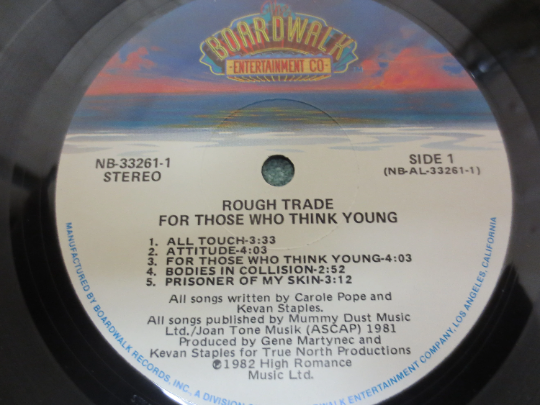 THE
BOARDWALK
-ENTERTAINMENT CO-
NB-33261-1
STEREO
SIDE 1
(NB-AL-33261-1)
ROUGH TRADE
FOR THOSE WHO THINK YOUNG
1. ALL TOUCH-3:33
2. ATTITUDE-4:03
3. FOR THOSE WHO THINK YOUNG-4:03
4. BODIES IN COLLISION-2:52
5. PRISONER OF MY SKIN-3:12
All songs written by Carole Pope and
Kevan Staples.
All songs published by Mummy Dust Music
Ltd./Joan Tone Musik (ASCAP) 1981
Produced by Gene Martynec and
Kevan Staples for True North Productions
℗1982 High Romance
Music Ltd.
MANUFACTURED BY BOARDWALK RECORDS, INC., A DIVISION OF BOARDWALK ENTERTAINMENT COMPANY, LOS ANGELES, CALIFORNIA